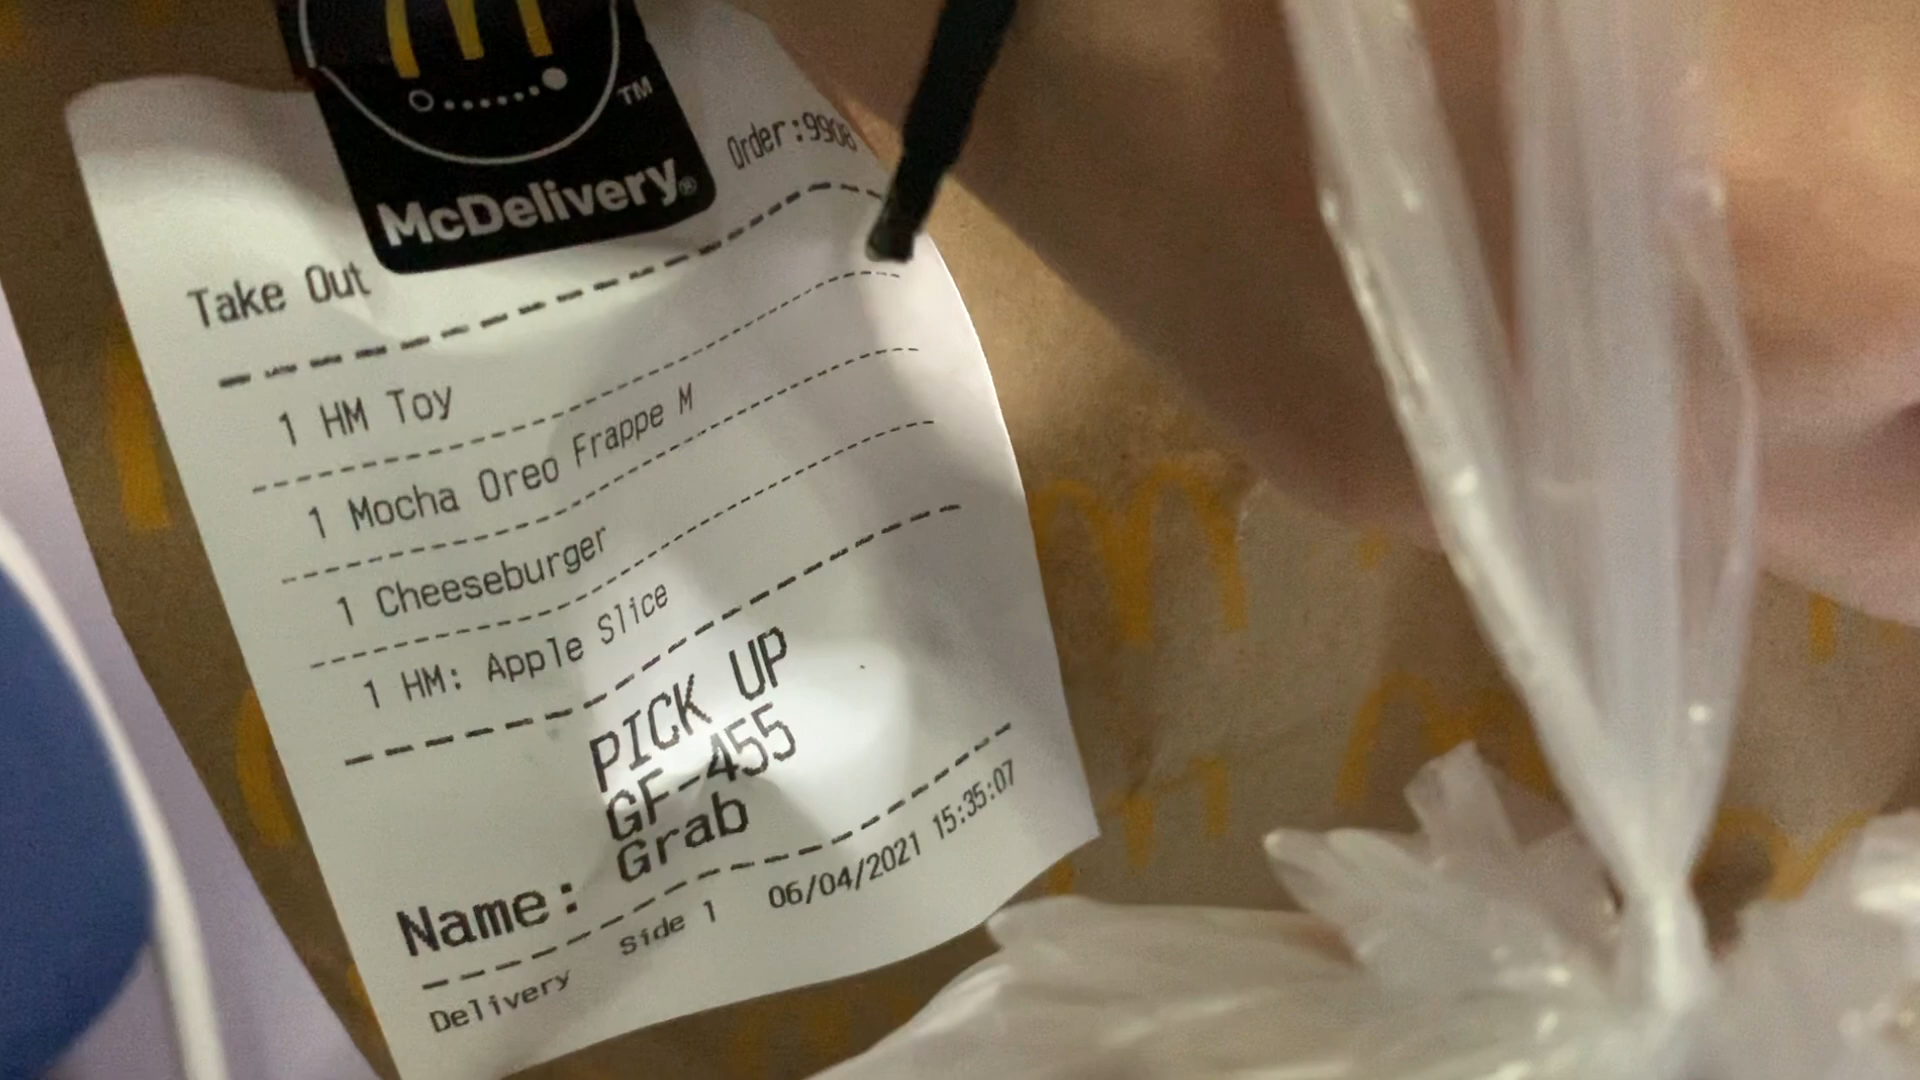 McDelivery®
TM
Order:9908
Take Out
1 HM Toy
1 Mocha Oreo Frappe M
1 Cheeseburger
1 HM: Apple Slice
PICK UP
GF-455
Name: Grab
Delivery Side 1 06/04/2021 15:35:07